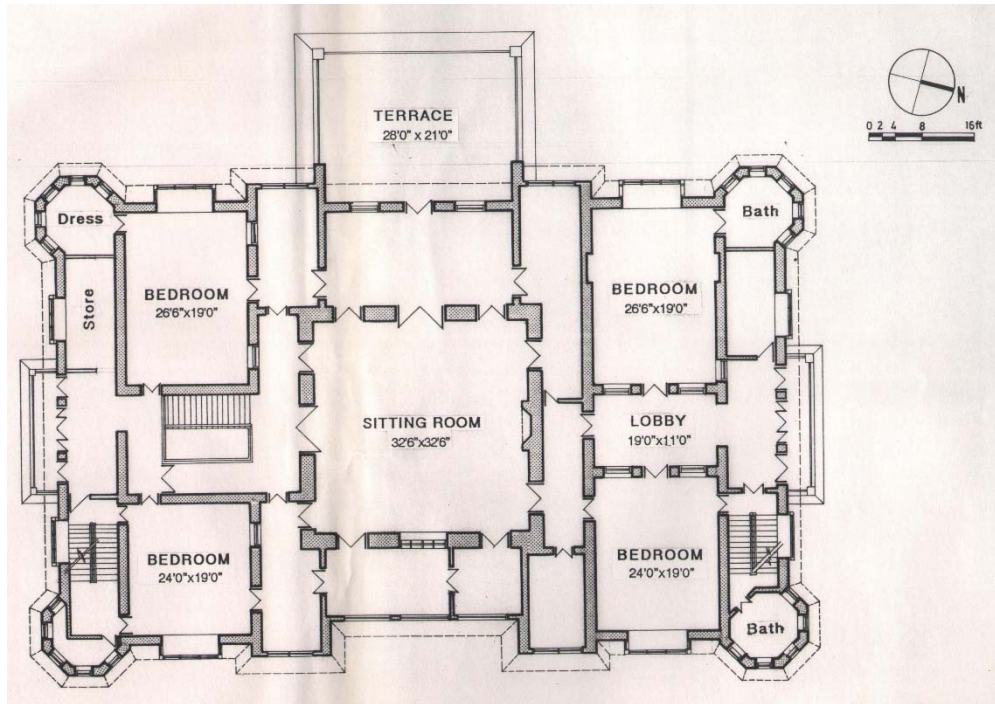 TERRACE
28'0" x 21'0"
N
0 2 4 8 16ft
Dress
Bath
Store
BEDROOM
26'6"x19'0"
BEDROOM
26'6"x19'0"
SITTING ROOM
32'6"x32'6"
LOBBY
19'0"x11'0"
BEDROOM
24'0"x19'0"
BEDROOM
24'0"x19'0"
Bath